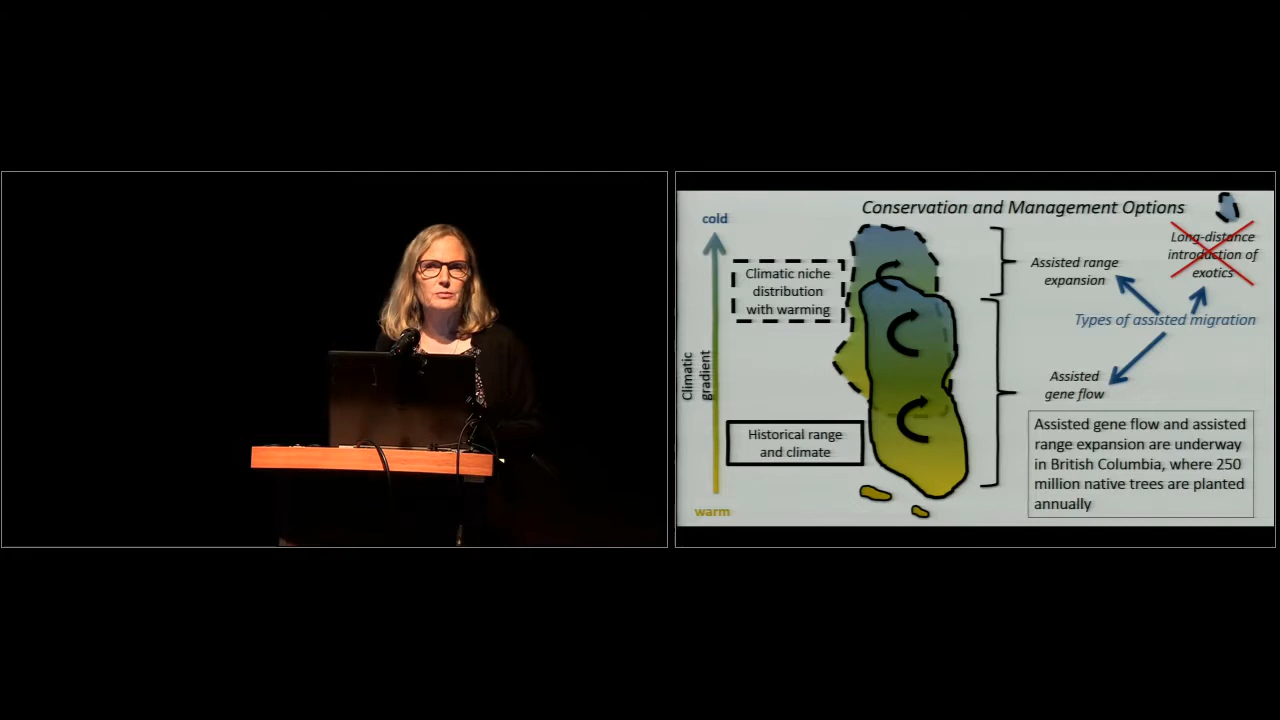 Conservation and Management Options
cold
Long-distance
introduction of
exotics
Assisted range
expansion
Climatic niche
distribution
with warming
Types of assisted migration
Climatic
gradient
Assisted
gene flow
Historical range
and climate
Assisted gene flow and assisted
range expansion are underway
in British Columbia, where 250
million native trees are planted
annually
warm